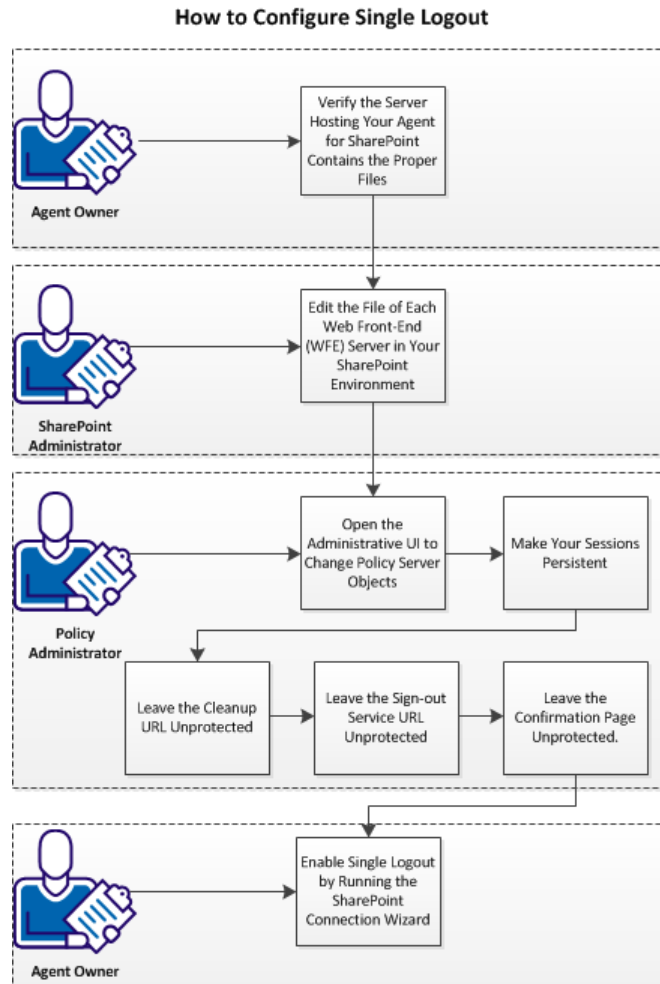 How to Configure Single Logout
Verify the Server
Hosting Your Agent
for SharePoint
Contains the Proper
Files
Agent Owner
Edit the File of Each
Web Front-End
(WFE) Server in Your
SharePoint
Environment
SharePoint
Administrator
Open the
Administrative UI to
Change Policy Server
Objects
Make Your Sessions
Persistent
Policy
Administrator
Leave the Cleanup
URL Unprotected
Leave the Sign-out
Service URL
Unprotected
Leave the
Confirmation Page
Unprotected.
Enable Single Logout
by Running the
SharePoint
Connection Wizard
Agent Owner